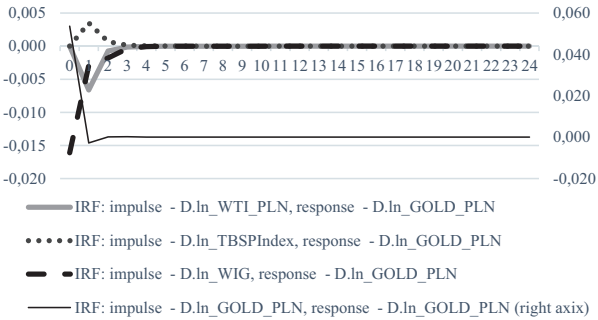 0,005 0,060
0,000 0,040
0 1 2 3 4 5 6 7 8 9 10 11 12 13 14 15 16 17 18 19 20 21 22 23 24
-0,005
-0,010 0,020
-0,015 0,000
-0,020 -0,020
IRF: impulse - D.ln_WTI_PLN, response - D.ln_GOLD_PLN
IRF: impulse - D.ln_TBSPIndex, response - D.ln_GOLD_PLN
IRF: impulse - D.ln_WIG, response - D.ln_GOLD_PLN
IRF: impulse - D.ln_GOLD_PLN, response - D.ln_GOLD_PLN (right axis)